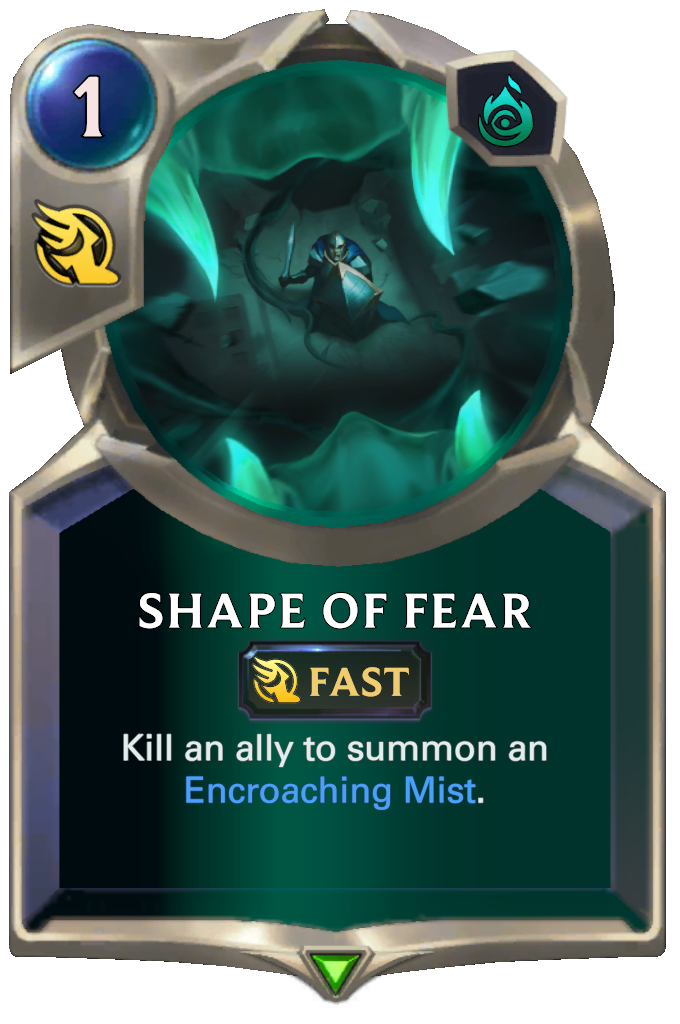 1
SHAPE OF FEAR
FAST
Kill an ally to summon an
Encroaching Mist.